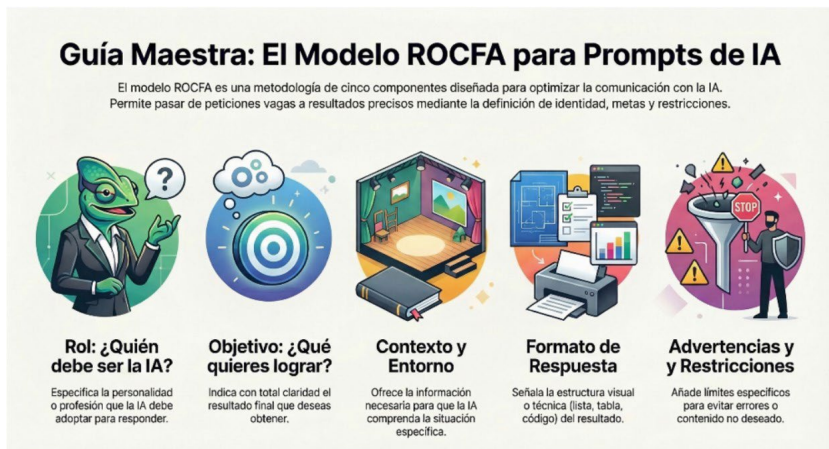 Guía Maestra: El Modelo ROCFA para Prompts de IA
El modelo ROCFA es una metodología de cinco componentes diseñada para optimizar la comunicación con la IA.
Permite pasar de peticiones vagas a resultados precisos mediante la definición de identidad, metas y restricciones.
?
STOP
Rol: ¿Quién
debe ser la IA?
Especifica la personalidad
o profesión que la IA debe
adoptar para responder.
Objetivo: ¿Qué
quieres lograr?
Indica con total claridad el
resultado final que deseas
obtener.
Contexto y
Entorno
Ofrece la información
necesaria para que la IA
comprenda la situación
específica.
Formato de
Respuesta
Señala la estructura visual
o técnica (lista, tabla,
código) del resultado.
Advertencias y
y Restricciones
Añade límites específicos
para evitar errores o
contenido no deseado.